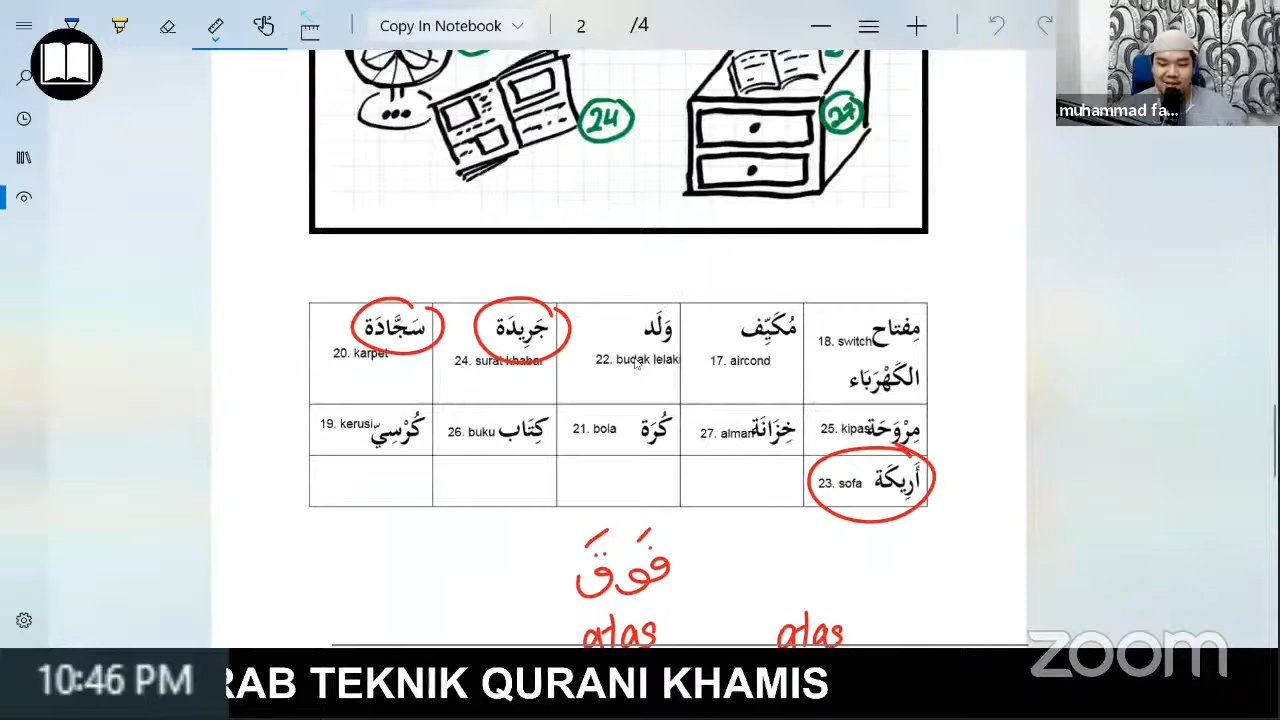 Copy In Notebook
2
/4
muhammad fa...
24
27
مِفتاح الكَهْرَبَاء
18. switch
مُكَيِّف
17. aircond
وَلَد
22. budak lelaki
جَرِيدَة
24. surat khabar
سَجَّادَة
20. karpet
مِرْوَحَة
25. kipas
خِزَانَة
27. almari
كُرَة
21. bola
كِتَاب
26. buku
كُرْسِي
19. kerusi
أَرِيكَة
23. sofa
فَوقَ
atas
atas
zoom
10:46 PM
RAB TEKNIK QURANI KHAMIS